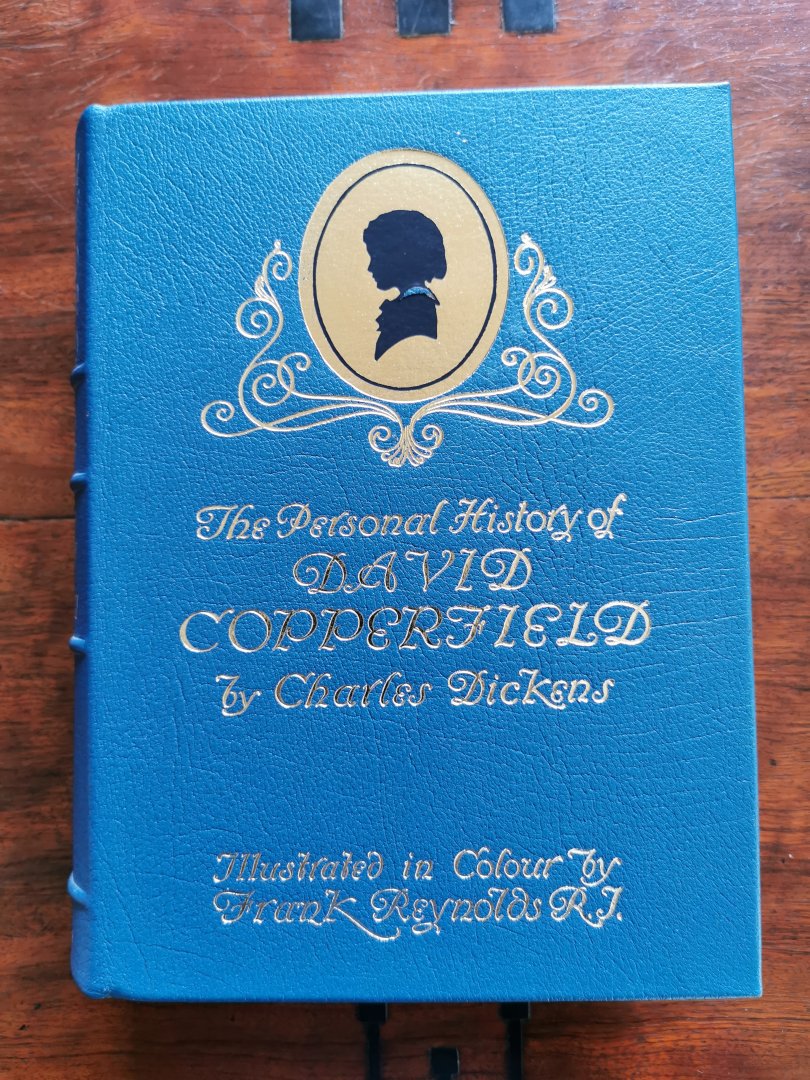 The Personal History of
DAVID
COPPERFIELD
by Charles Dickens
Illustrated in Colour by
Frank Reynolds R.I.